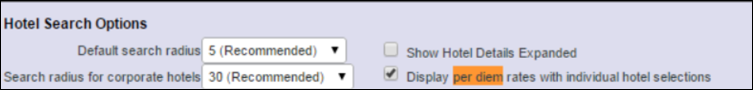 Hotel Search Options
Default search radius 5 (Recommended) Show Hotel Details Expanded
Search radius for corporate hotels 30 (Recommended) Display per diem rates with individual hotel selections